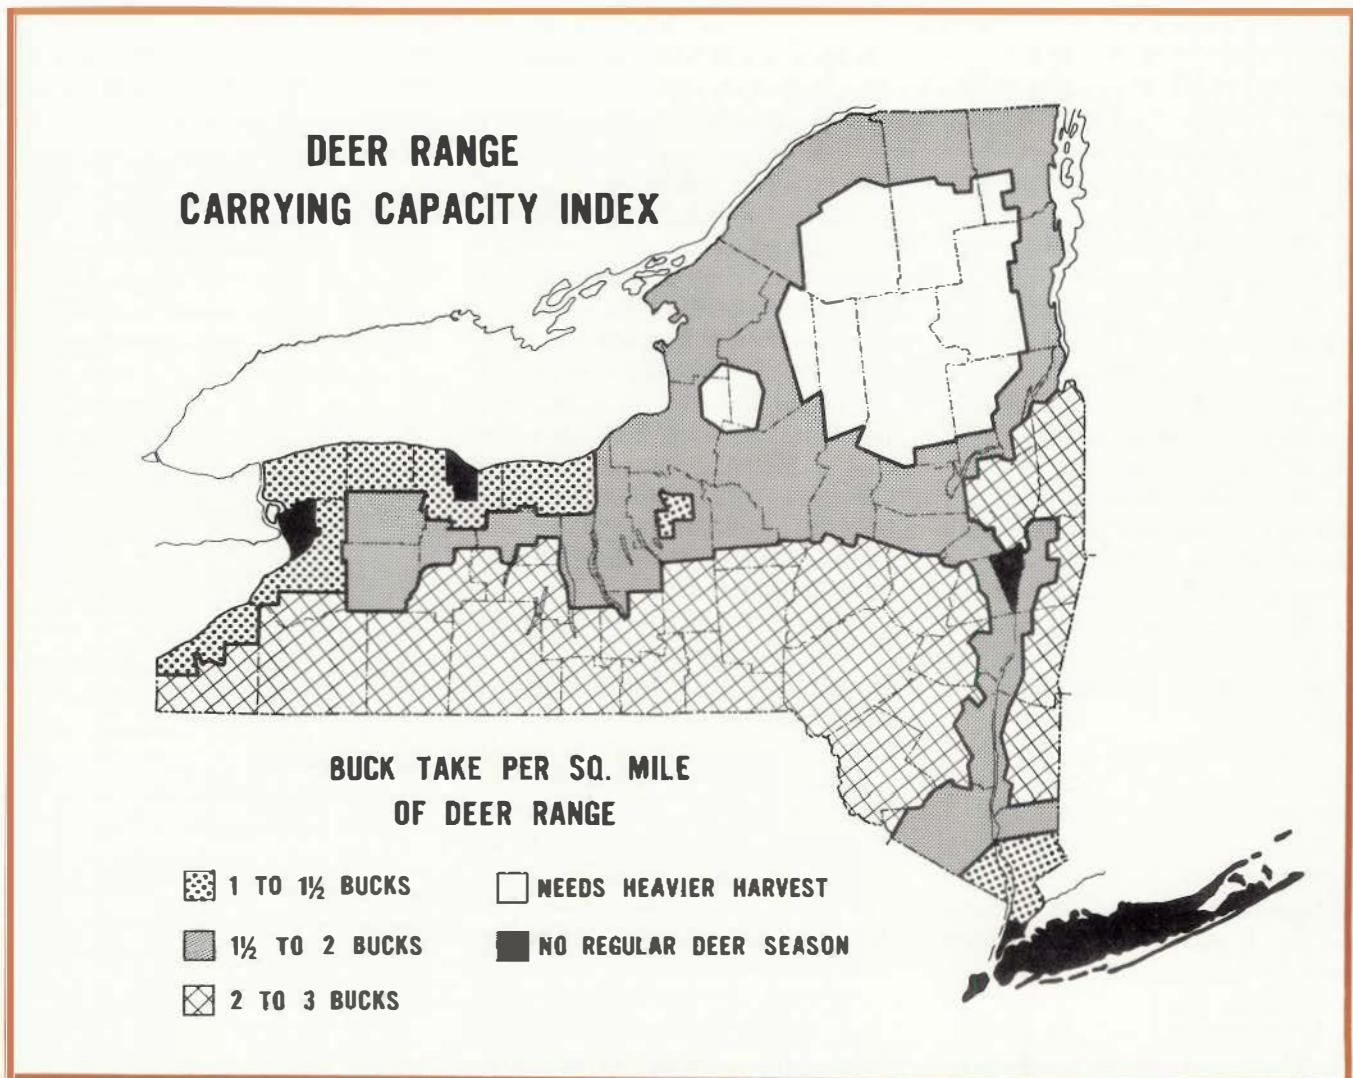 DEER RANGE
CARRYING CAPACITY INDEX
BUCK TAKE PER SQ. MILE
OF DEER RANGE
1 TO 1½ BUCKS
1½ TO 2 BUCKS
2 TO 3 BUCKS
NEEDS HEAVIER HARVEST
NO REGULAR DEER SEASON